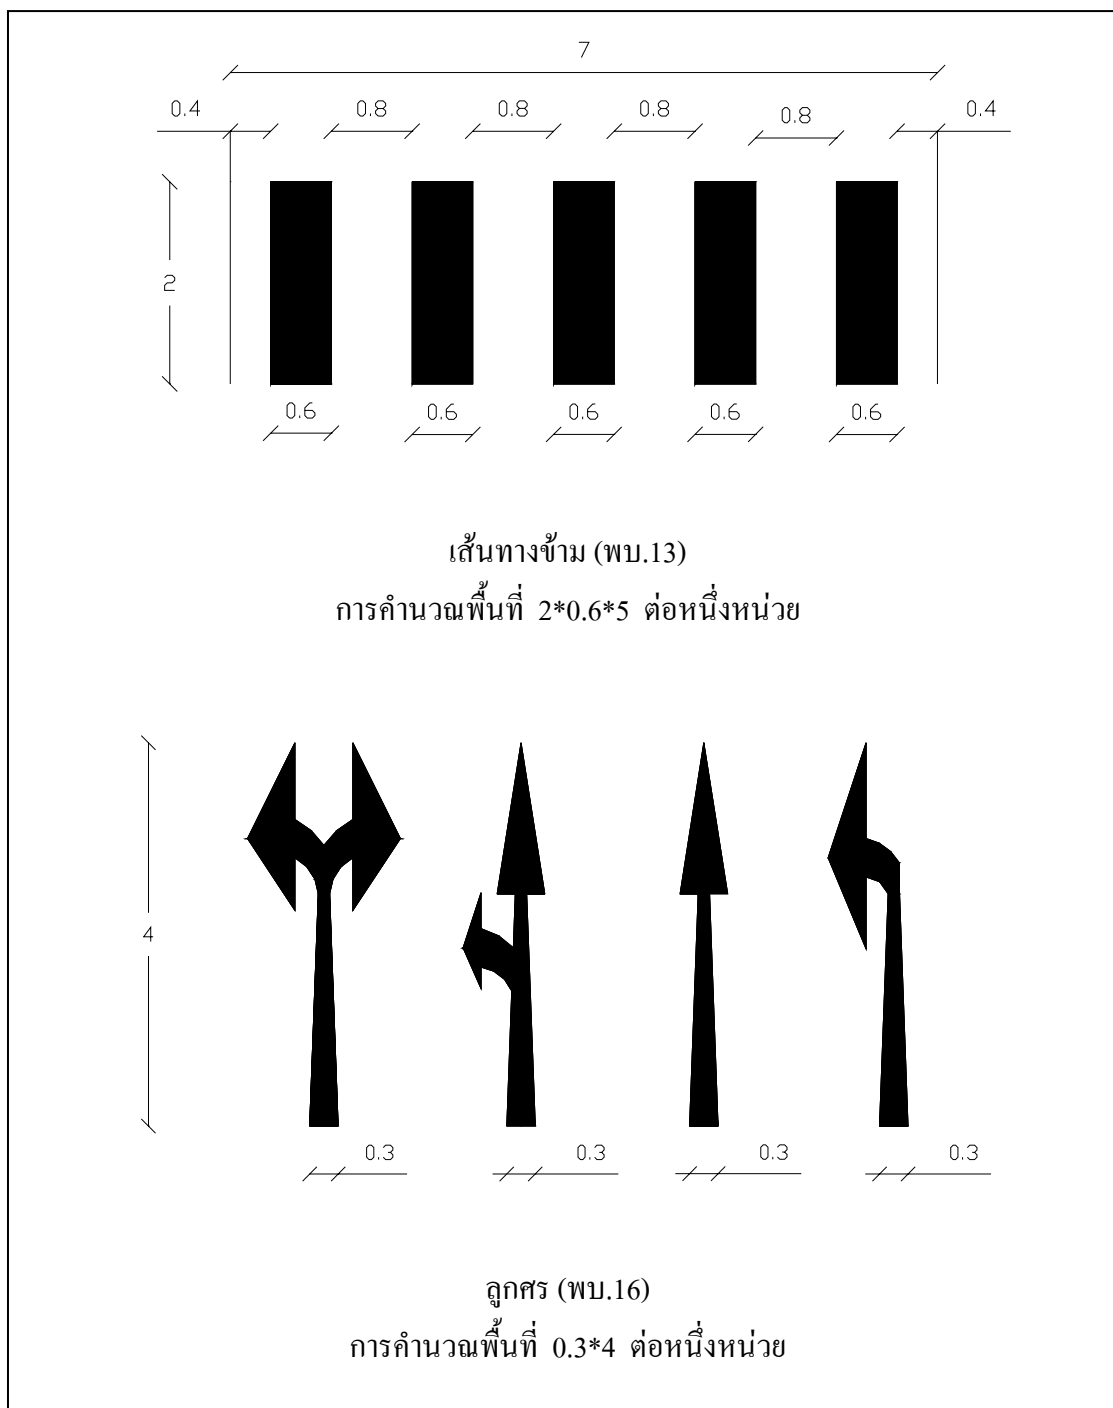 7
0.4 0.8 0.8 0.8 0.8 0.4
2
0.6 0.6 0.6 0.6 0.6
เส้นทางข้าม (พบ.13)
การคำนวณพื้นที่ 2*0.6*5 ต่อหนึ่งหน่วย
4
0.3 0.3 0.3 0.3
ลูกศร (พบ.16)
การคำนวณพื้นที่ 0.3*4 ต่อหนึ่งหน่วย